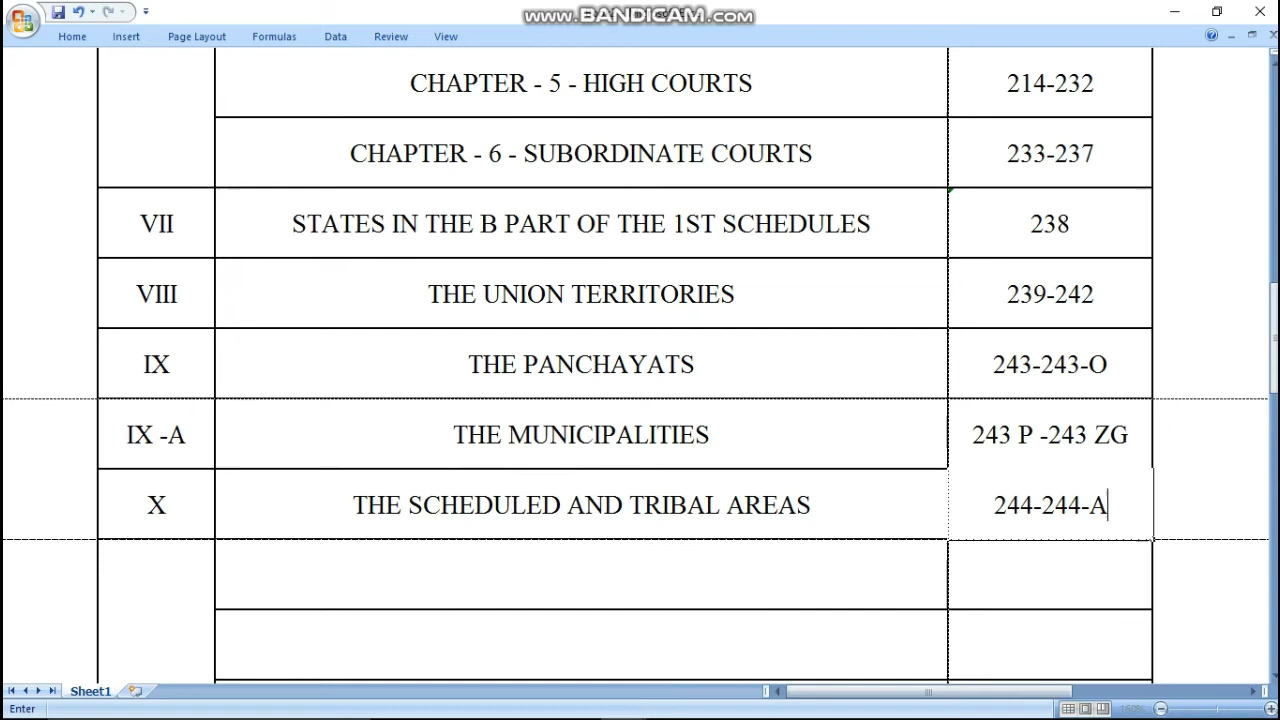 www.BANDICAM.com
Home Insert Page Layout Formulas Data Review View
CHAPTER - 5 - HIGH COURTS 214-232
CHAPTER - 6 - SUBORDINATE COURTS 233-237
VII STATES IN THE B PART OF THE 1ST SCHEDULES 238
VIII THE UNION TERRITORIES 239-242
IX THE PANCHAYATS 243-243-O
IX -A THE MUNICIPALITIES 243 P -243 ZG
X THE SCHEDULED AND TRIBAL AREAS 244-244-A
Sheet1
Enter 160%